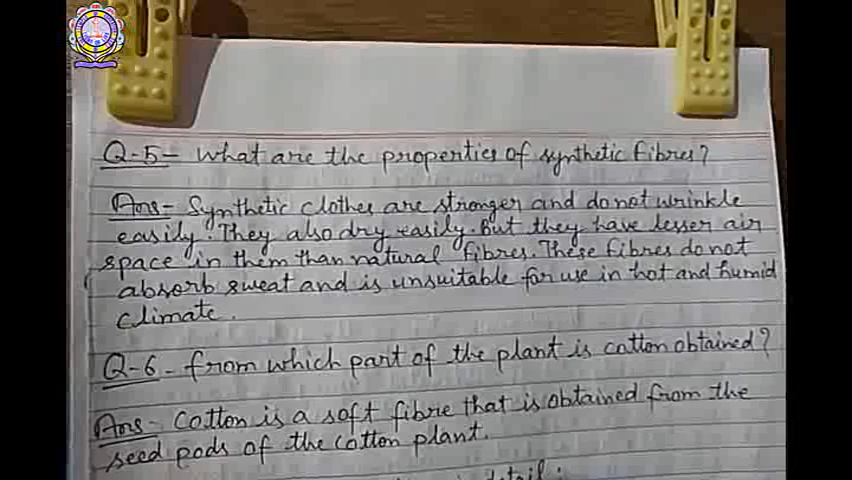 Q-5- What are the properties of synthetic fibres?
Ans- Synthetic clothes are stronger and do not wrinkle
easily. They also dry easily. But they have lesser air
space in them than natural fibres. These fibres do not
absorb sweat and is unsuitable for use in hot and humid
climate.
Q-6- from which part of the plant is cotton obtained?
Ans- Cotton is a soft fibre that is obtained from the
seed pods of the cotton plant.
in detail: